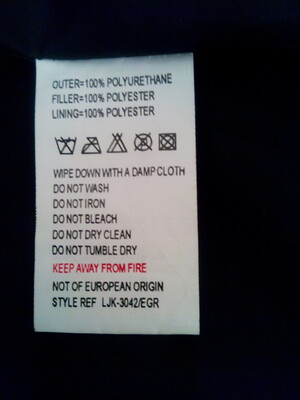 OUTER=100% POLYURETHANE
FILLER=100% POLYESTER
LINING=100% POLYESTER
WIPE DOWN WITH A DAMP CLOTH
DO NOT WASH
DO NOT IRON
DO NOT BLEACH
DO NOT DRY CLEAN
DO NOT TUMBLE DRY
KEEP AWAY FROM FIRE
NOT OF EUROPEAN ORIGIN
STYLE REF LJK-3042/EGR